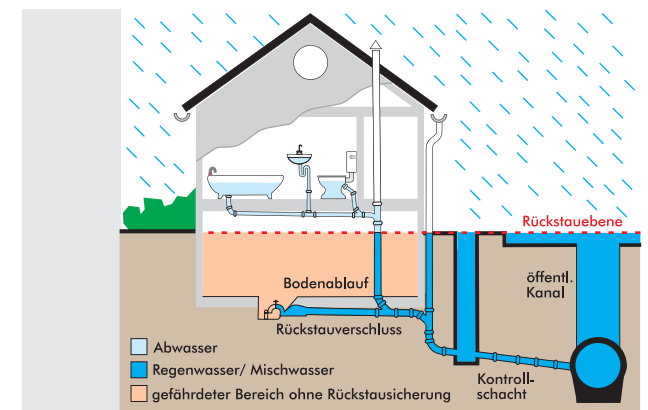 Rückstauebene
Bodenablauf
öffentl.
Kanal
Rückstauverschluss
Abwasser
Regenwasser/ Mischwasser
Kontroll-
schacht
gefährdeter Bereich ohne Rückstausicherung